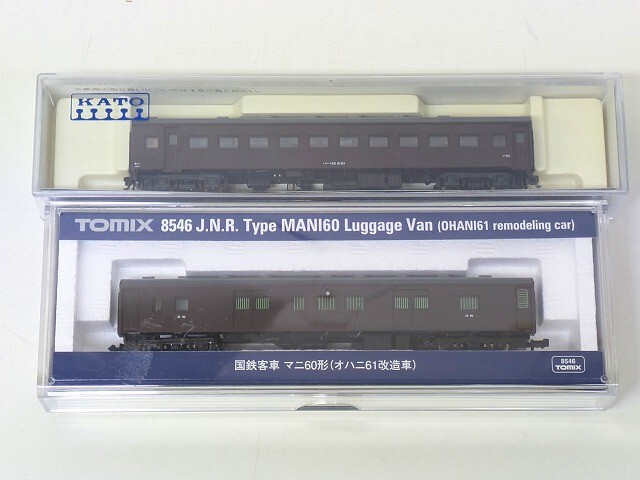 KATO
TOMIX 8546 J.N.R. Type MANI60 Luggage Van (OHANI61 remodeling car)
国鉄客車 マニ60形(オハニ61改造車)
8546
TOMIX